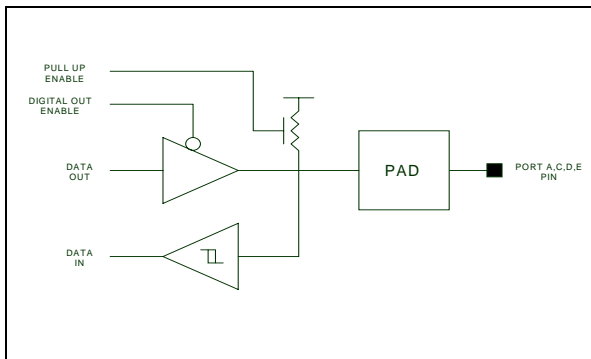 PULL UP
ENABLE
DIGITAL OUT
ENABLE
DATA
OUT
PAD
PORT A,C,D,E
PIN
DATA
IN